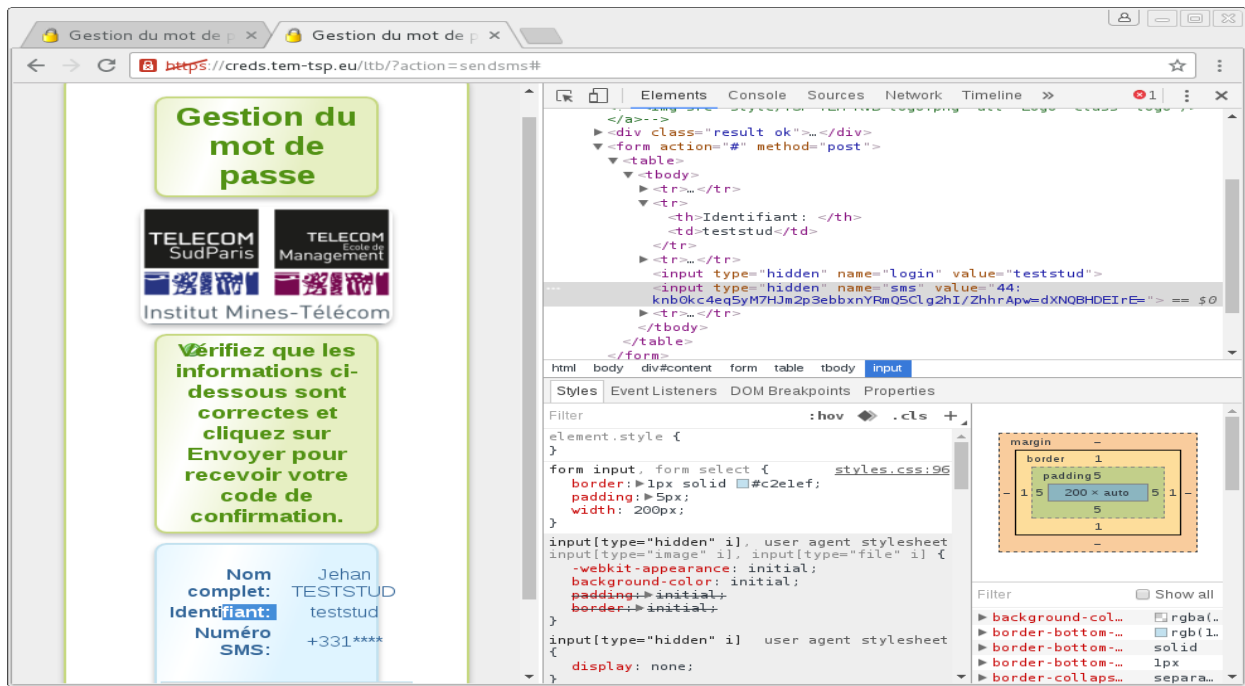 Gestion du mot de p
Gestion du mot de p
https://creds.tem-tsp.eu/ltb/?action=sendsms#
Gestion du
mot de
passe
TELECOM
SudParis
TELECOM
Ecole de
Management
Institut Mines-Télécom
Vérifiez que les
informations ci-
dessous sont
correctes et
cliquez sur
Envoyer pour
recevoir votre
code de
confirmation.
Nom
complet:
Jehan
TESTSTUD
Identifiant: teststud
Numéro
SMS:
+331****
Elements Console Sources Network Timeline » 1
</a>-->
▶<div class="result ok">…</div>
▼<form action="#" method="post">
▼<table>
▼<tbody>
▶<tr>…</tr>
▼<tr>
<th>Identifiant: </th>
<td>teststud</td>
</tr>
▶<tr>…</tr>
<input type="hidden" name="login" value="teststud">
<input type="hidden" name="sms" value="44:
knb0kc4eq5yM7HJm2p3ebbxnYRmQ5Clg2hI/ZhhrApw=dXNQBHDEIrE="> == $0
▶<tr>…</tr>
</tbody>
</table>
</form>
html body div#content form table tbody input
Styles Event Listeners DOM Breakpoints Properties
Filter :hov .cls +
element.style {
}
form input, form select { styles.css:96
border:▶1px solid #c2e1ef;
padding:▶5px;
width: 200px;
}
input[type="hidden" i], user agent stylesheet
input[type="image" i], input[type="file" i] {
-webkit-appearance: initial;
background-color: initial;
padding:▶initial;
border:▶initial;
}
input[type="hidden" i] user agent stylesheet
{
display: none;
}
margin –
border 1
padding 5
– 1 5 200 × auto 5 1 –
5
1
–
Filter Show all
▶background-col… rgba(…
▶border-bottom-… rgb(1…
▶border-bottom-… solid
▶border-bottom-… 1px
▶border-collaps… separa…